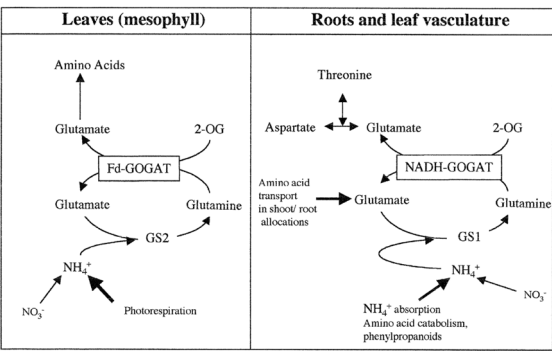 Leaves (mesophyll)
Amino Acids
Glutamate
2-OG
Fd-GOGAT
Glutamate
Glutamine
GS2
NH4+
NO3-
Photorespiration
Roots and leaf vasculature
Threonine
Aspartate
Glutamate
2-OG
NADH-GOGAT
Amino acid
transport
in shoot/ root
allocations
Glutamate
Glutamine
GS1
NH4+
NO3-
NH4+ absorption
Amino acid catabolism,
phenylpropanoids